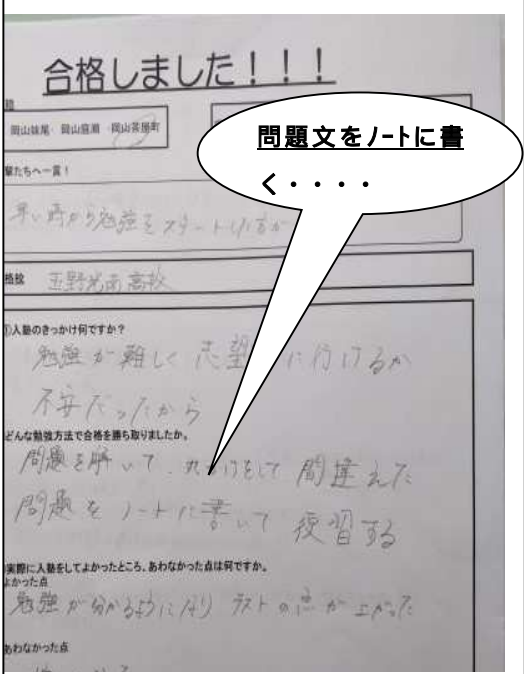 合格しました！！！
岡山妹尾・岡山庭瀬・岡山茶屋町
問題文をノートに書
く・・・・
輩たちへ一言！
早い時から勉強をスタート
格校 玉野光南高校
①入塾のきっかけ何ですか？
勉強が難しく 志望 に行けるか
不安だったから
どんな勉強方法で合格を勝ち取りましたか。
問題を解いて、丸つけをして 間違えた
問題を ノートに書いて 復習する
実際に入塾をしてよかったところ、あわなかった点は何ですか。
よかった点
勉強が分かるようになり テストの点が上がった
あわなかった点